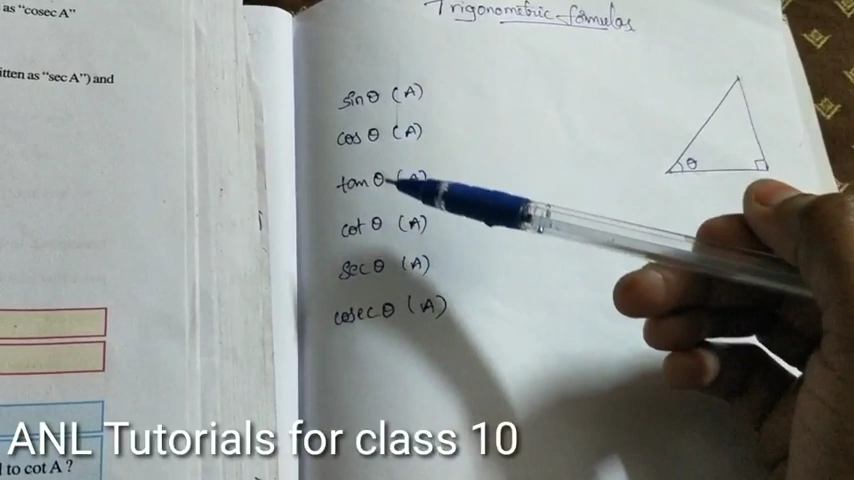 as "cosec A"
itten as "sec A") and
Trigonometric formulas
sinθ (A)
cosθ (A)
tanθ (A)
cotθ (A)
secθ (A)
cosecθ (A)
θ
ANL Tutorials for class 10
l to cot A ?